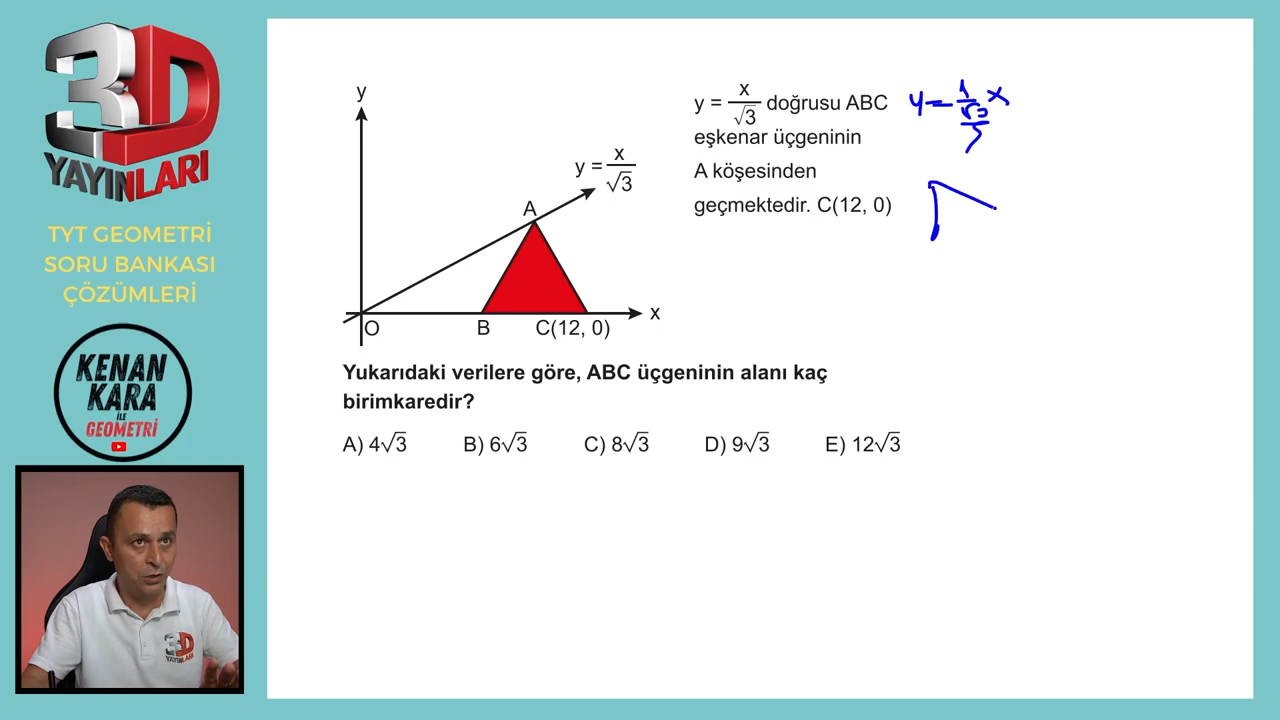 3D
YAYINLARI
TYT GEOMETRİ
SORU BANKASI
ÇÖZÜMLERİ
KENAN
KARA
İLE
GEOMETRİ
3D
YAYINLARI
y
y = x/√3
A
O
B
C(12, 0)
x
y = x/√3 doğrusu ABC
eşkenar üçgeninin
A köşesinden
geçmektedir. C(12, 0)
y = 1/√3 x
Yukarıdaki verilere göre, ABC üçgeninin alanı kaç
birimkaredir?
A) 4√3 B) 6√3 C) 8√3 D) 9√3 E) 12√3